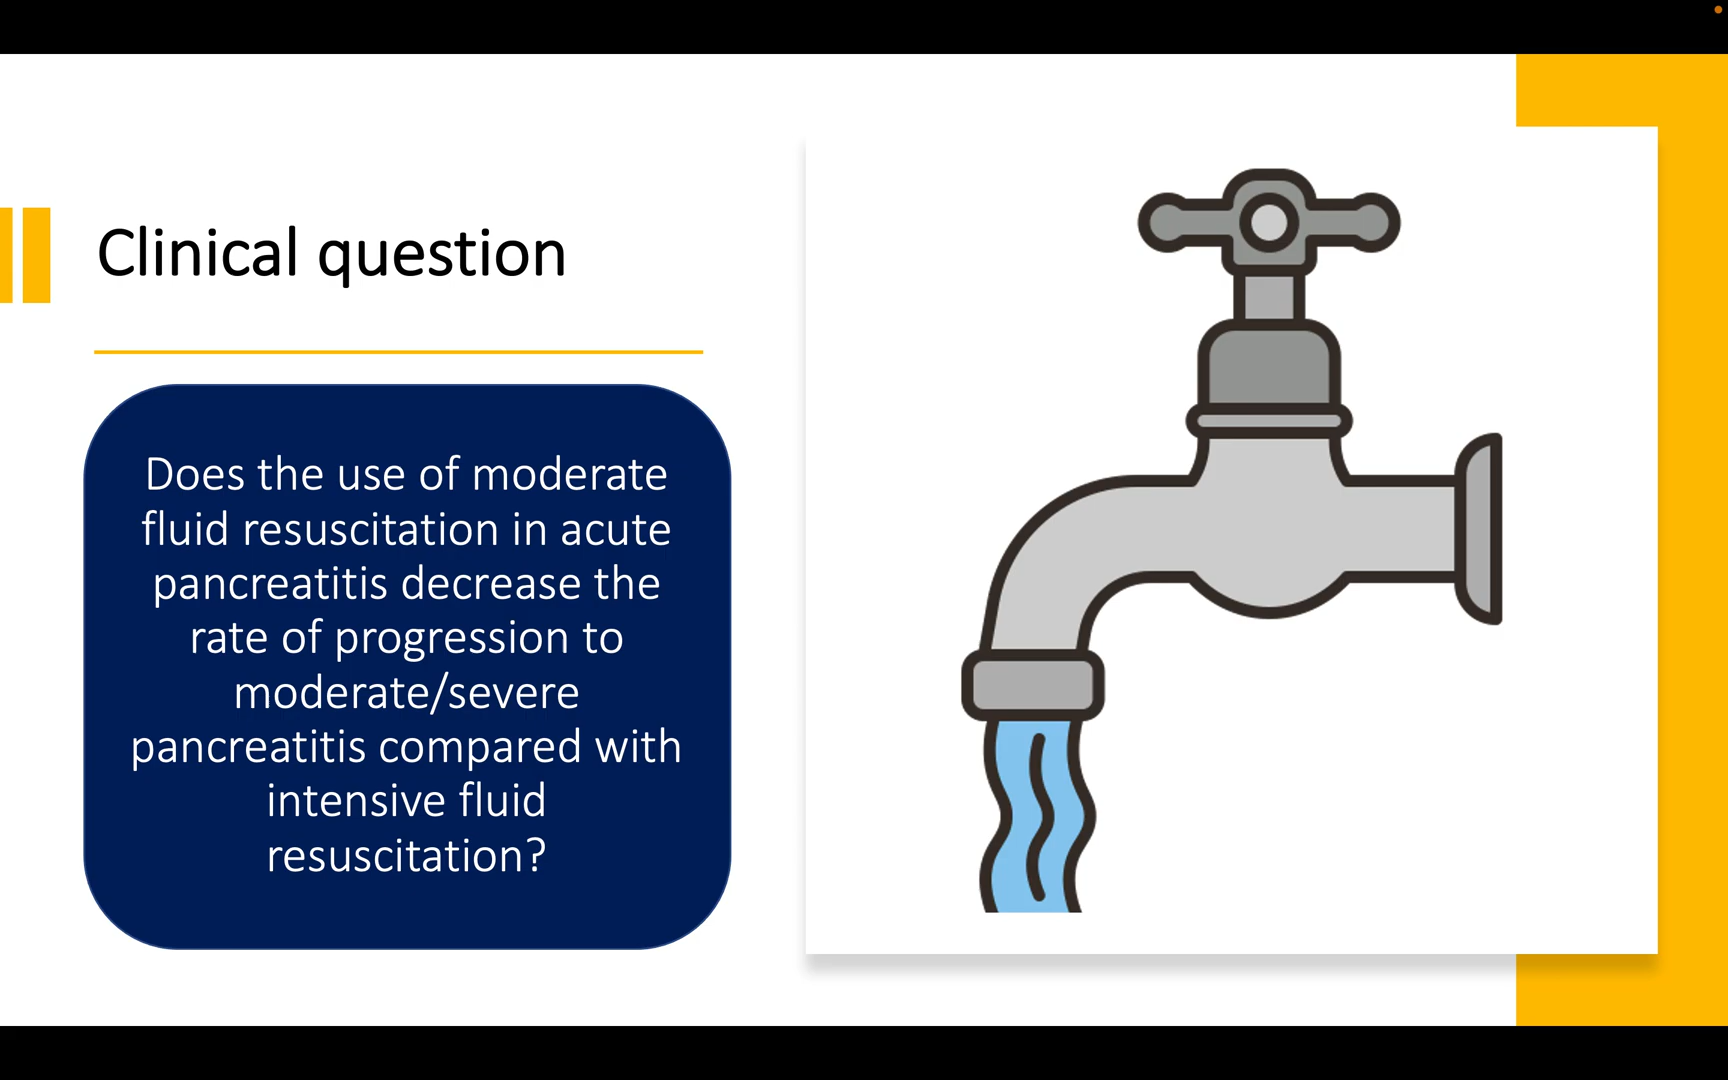 Clinical question
Does the use of moderate
fluid resuscitation in acute
pancreatitis decrease the
rate of progression to
moderate/severe
pancreatitis compared with
intensive fluid
resuscitation?